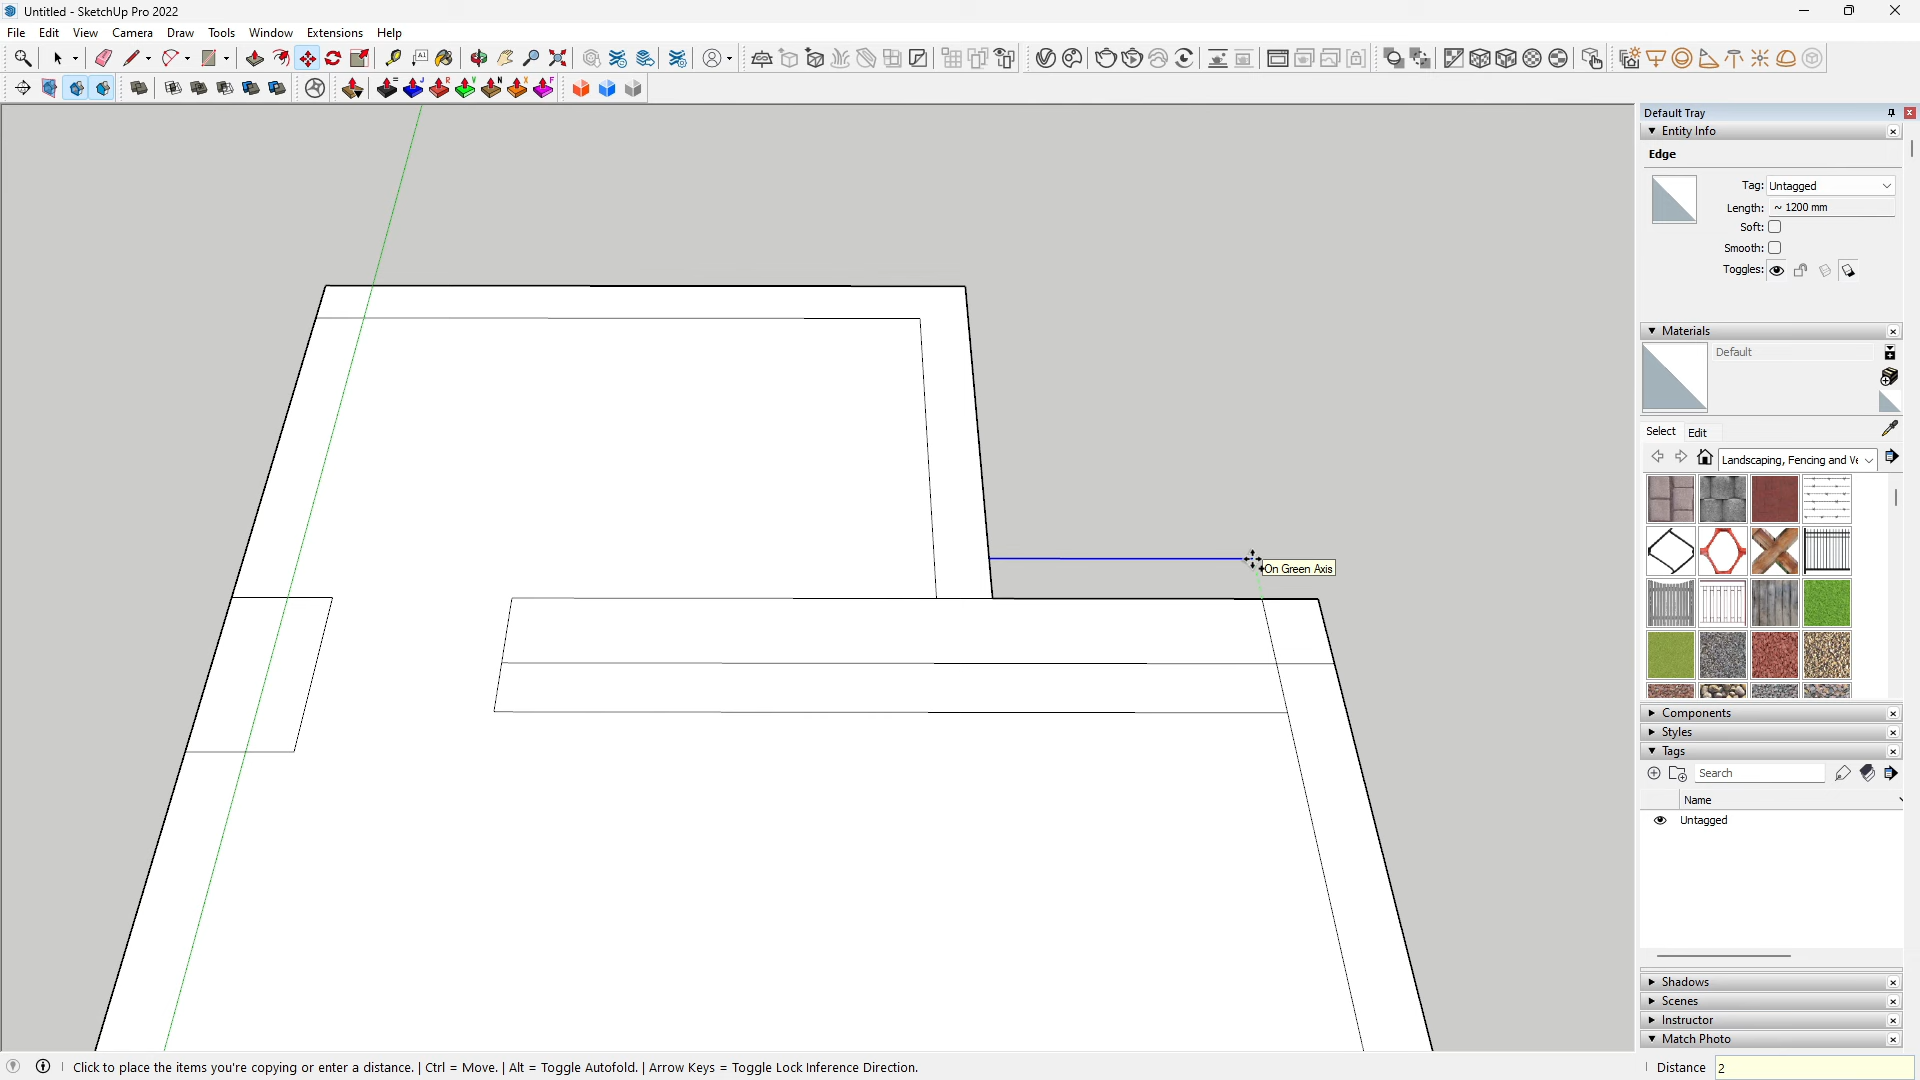 Untitled - SketchUp Pro 2022
File Edit View Camera Draw Tools Window Extensions Help
Default Tray
Entity Info
Edge
Tag: Untagged
Length: ~ 1200 mm
Soft:
Smooth:
Toggles:
Materials
Default
Select Edit
Landscaping, Fencing and Ve
On Green Axis
Components
Styles
Tags
Search
Name
Untagged
Shadows
Scenes
Instructor
Match Photo
Click to place the items you're copying or enter a distance. | Ctrl = Move. | Alt = Toggle Autofold. | Arrow Keys = Toggle Lock Inference Direction.
Distance 2